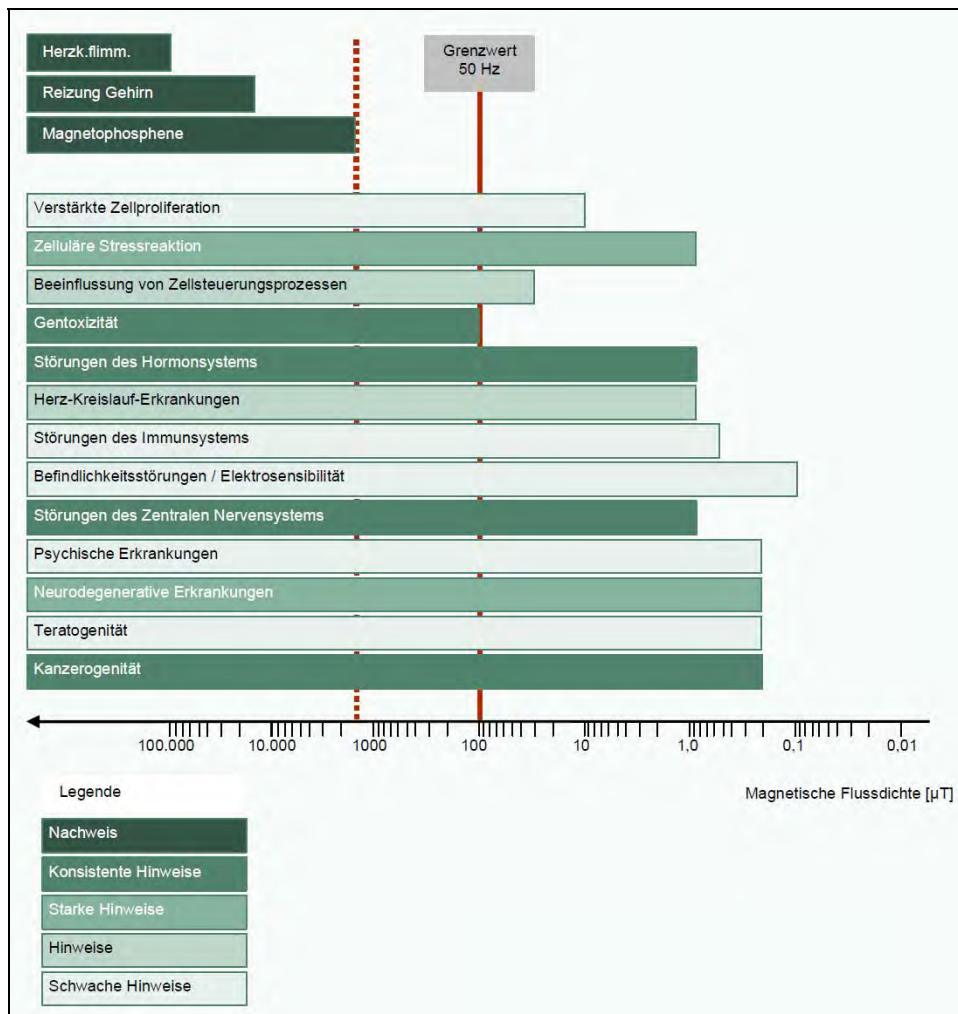 Herzk.flimm.
Reizung Gehirn
Magnetophosphene
Grenzwert
50 Hz
Verstärkte Zellproliferation
Zelluläre Stressreaktion
Beeinflussung von Zellsteuerungsprozessen
Gentoxizität
Störungen des Hormonsystems
Herz-Kreislauf-Erkrankungen
Störungen des Immunsystems
Befindlichkeitsstörungen / Elektrosensibilität
Störungen des Zentralen Nervensystems
Psychische Erkrankungen
Neurodegenerative Erkrankungen
Teratogenität
Kanzerogenität
100.000 10.000 1000 100 10 1,0 0,1 0,01
Magnetische Flussdichte [µT]
Legende
Nachweis
Konsistente Hinweise
Starke Hinweise
Hinweise
Schwache Hinweise